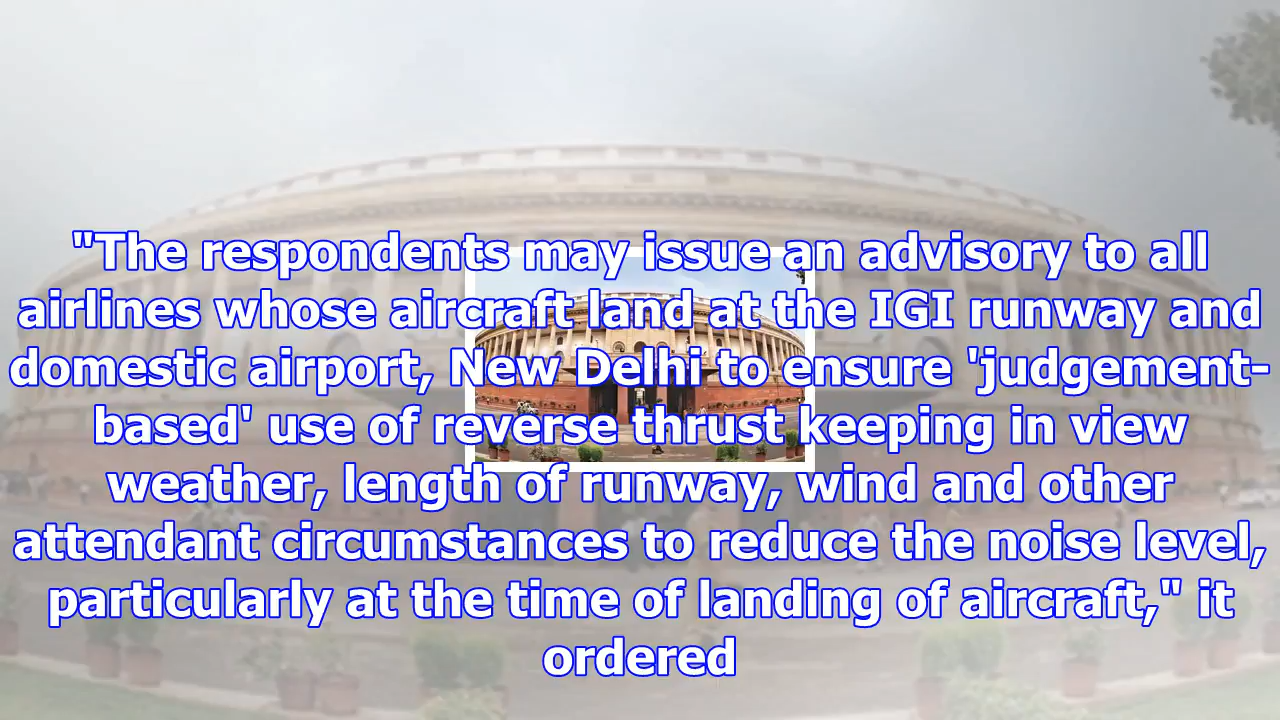 "The respondents may issue an advisory to all
airlines whose aircraft land at the IGI runway and
domestic airport, New Delhi to ensure 'judgement-
based' use of reverse thrust keeping in view
weather, length of runway, wind and other
attendant circumstances to reduce the noise level,
particularly at the time of landing of aircraft," it
ordered